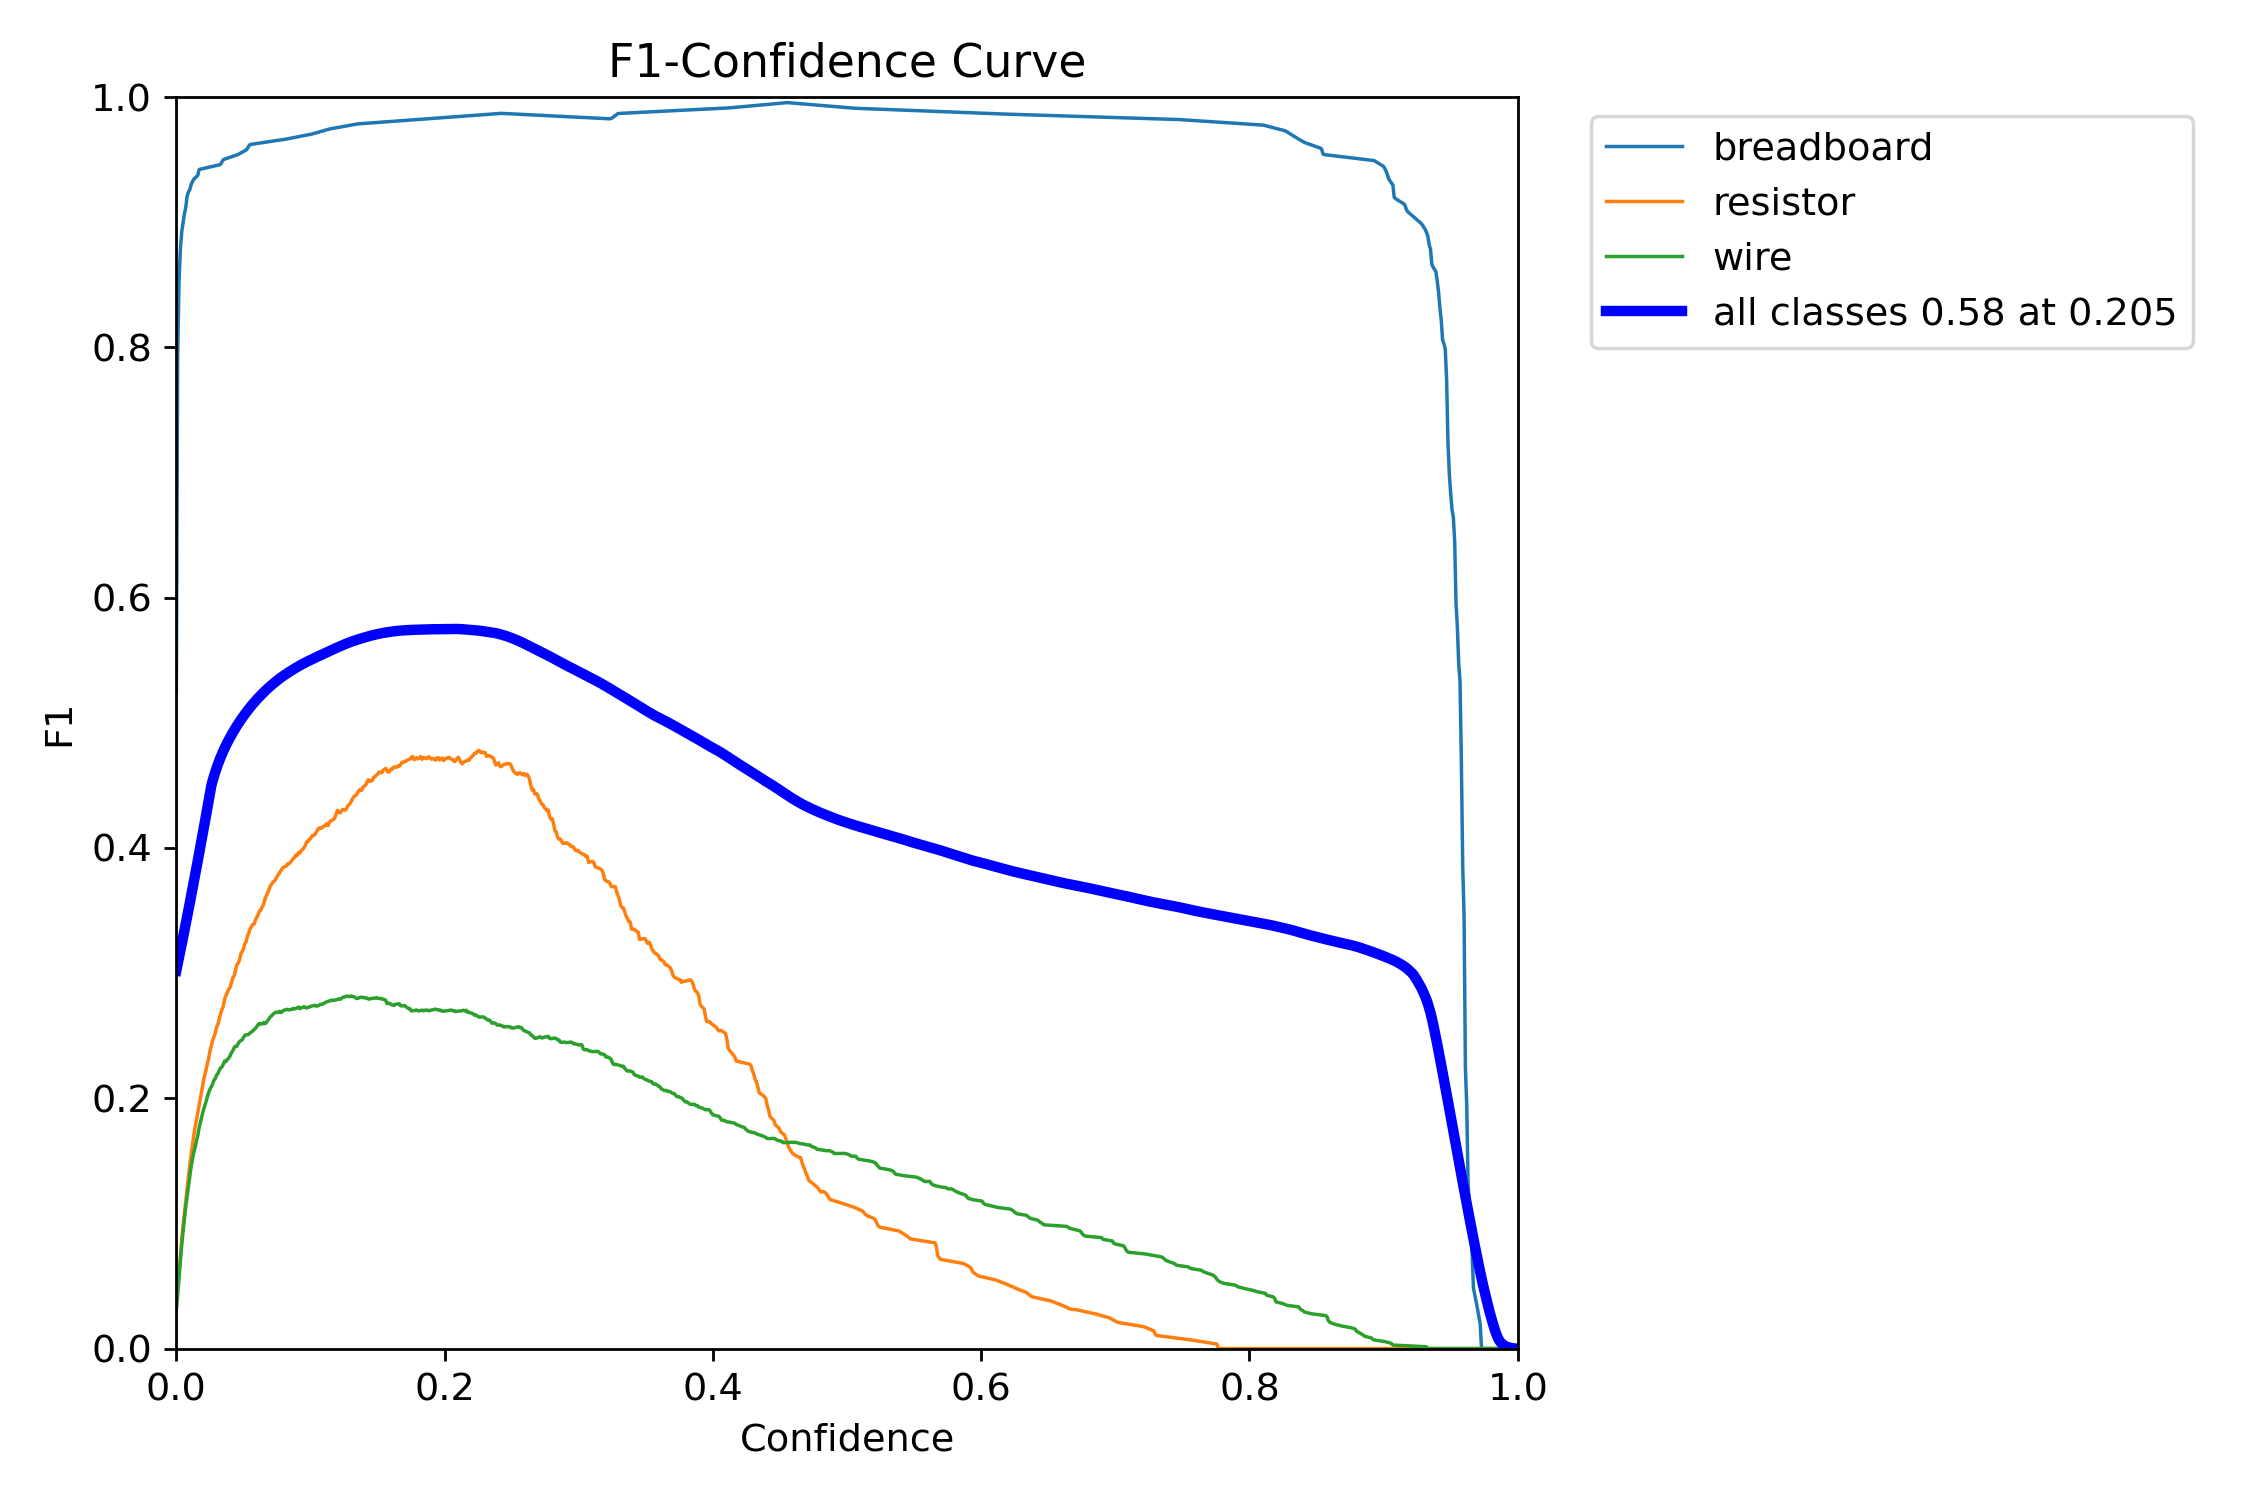 F1-Confidence Curve
1.0
0.8
0.6
0.4
0.2
0.0
F1
0.0 0.2 0.4 0.6 0.8 1.0
Confidence
breadboard
resistor
wire
all classes 0.58 at 0.205